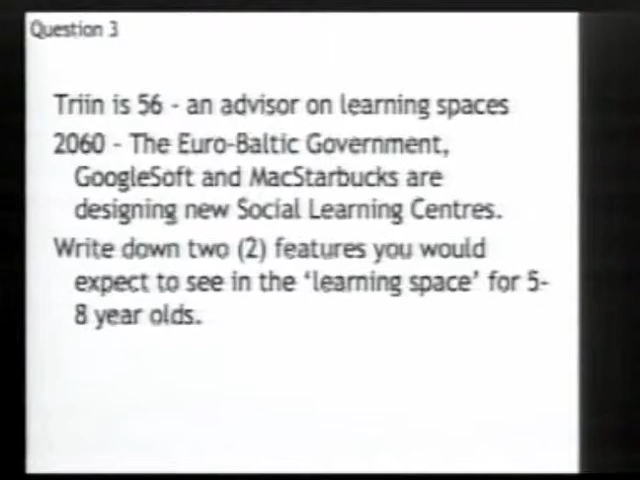 Question 3
Triin is 56 - an advisor on learning spaces
2060 - The Euro-Baltic Government,
GoogleSoft and MacStarbucks are
designing new Social Learning Centres.
Write down two (2) features you would
expect to see in the ‘learning space’ for 5-
8 year olds.